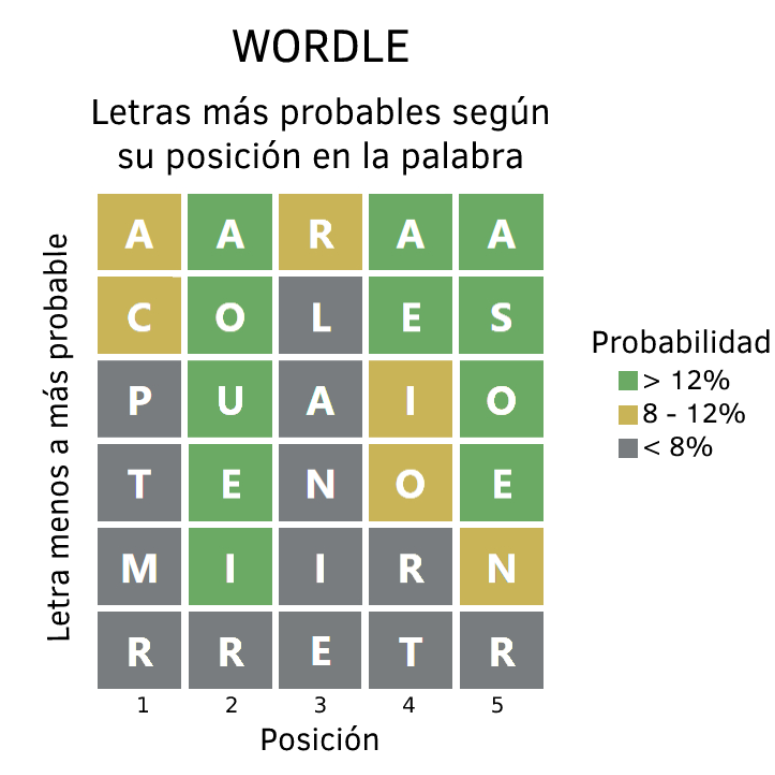 WORDLE
Letras más probables según
su posición en la palabra
Letra menos a más probable
A A R A A
C O L E S
P U A I O
T E N O E
M I I R N
R R E T R
1 2 3 4 5
Posición
Probabilidad
> 12%
8 - 12%
< 8%